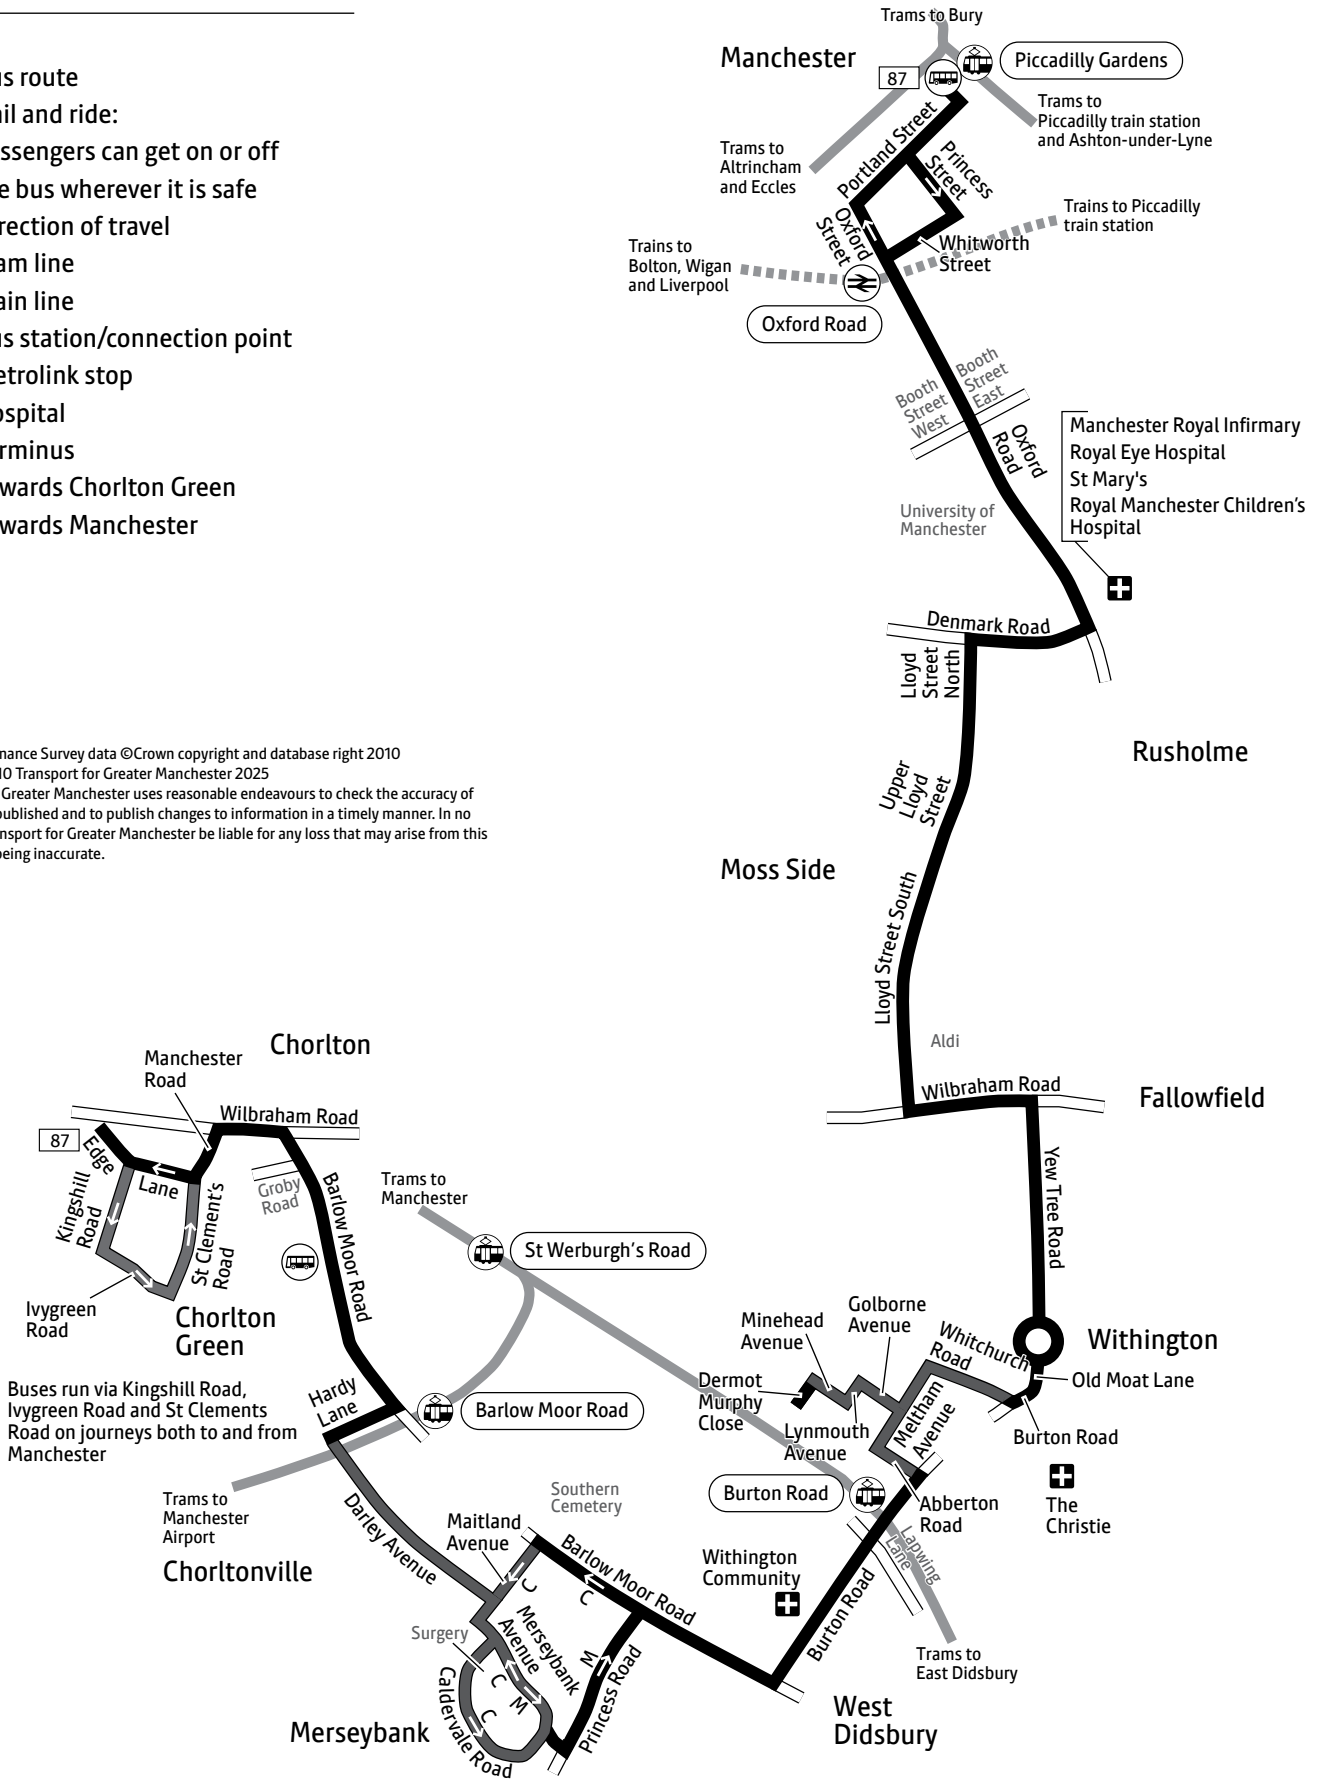 s route
il and ride:
ssengers can get on or off
e bus wherever it is safe
rection of travel
am line
ain line
us station/connection point
etrolink stop
ospital
rminus
wards Chorlton Green
wards Manchester
nance Survey data ©Crown copyright and database right 2010
10 Transport for Greater Manchester 2025
Greater Manchester uses reasonable endeavours to check the accuracy of
published and to publish changes to information in a timely manner. In no
nsport for Greater Manchester be liable for any loss that may arise from this
being inaccurate.
Trams to Bury
Manchester
87
Piccadilly Gardens
Trams to
Piccadilly train station
and Ashton-under-Lyne
Trams to
Altrincham
and Eccles
Portland Street
Princess
Street
Oxford
Street
Trains to Piccadilly
train station
Whitworth
Street
Trains to
Bolton, Wigan
and Liverpool
Oxford Road
Booth
Street
West
Booth
Street
East
Oxford
Road
Manchester Royal Infirmary
Royal Eye Hospital
St Mary's
Royal Manchester Children's
Hospital
University of
Manchester
Denmark Road
Lloyd
Street
North
Rusholme
Upper
Lloyd
Street
Moss Side
Lloyd Street South
Aldi
Wilbraham Road
Fallowfield
Yew Tree Road
Chorlton
Manchester
Road
Wilbraham Road
87
Edge
Lane
Kingshill
Road
St Clement's
Road
Groby
Road
Barlow Moor Road
Ivygreen
Road
Chorlton
Green
Trams to
Manchester
St Werburgh's Road
Buses run via Kingshill Road,
Ivygreen Road and St Clements
Road on journeys both to and from
Manchester
Hardy
Lane
Barlow Moor Road
Trams to
Manchester
Airport
Chorltonville
Darley Avenue
Minehead
Avenue
Golborne
Avenue
Whitchurch
Road
Withington
Old Moat Lane
Dermot
Murphy
Close
Lynmouth
Avenue
Meltham
Avenue
Burton Road
Burton Road
Abberton
Road
The
Christie
Southern
Cemetery
Maitland
Avenue
Barlow Moor Road
C
C
Withington
Community
Lapwing
Lane
Burton Road
Surgery
Merseybank
Avenue
C
M
M
C
Caldervale Road
Princess Road
Merseybank
Trams to
East Didsbury
West
Didsbury